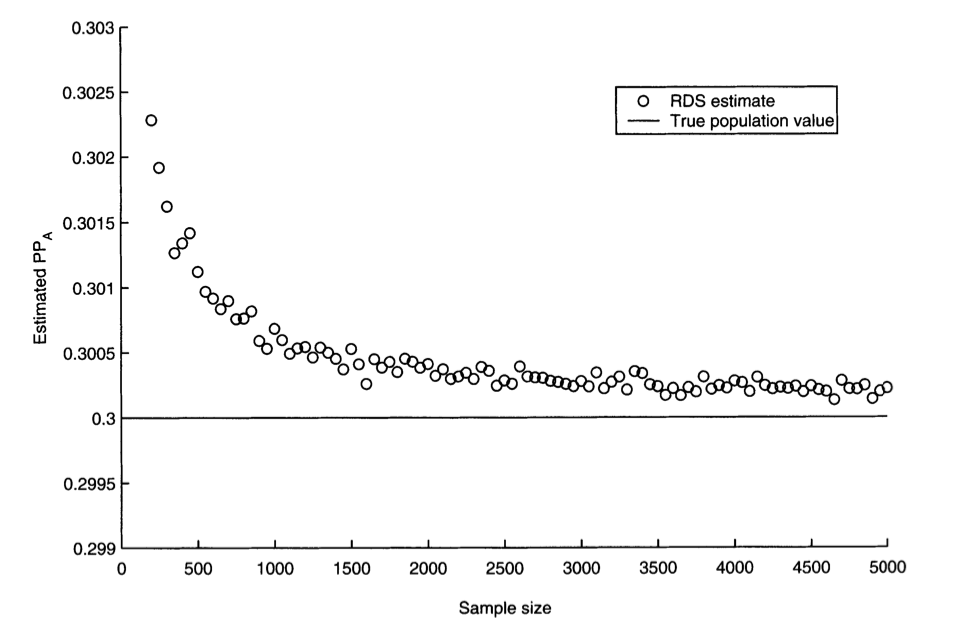 0.303
0.3025
0.302
0.3015
0.301
0.3005
0.3
0.2995
0.299
Estimated PP_A
RDS estimate
True population value
0 500 1000 1500 2000 2500 3000 3500 4000 4500 5000
Sample size